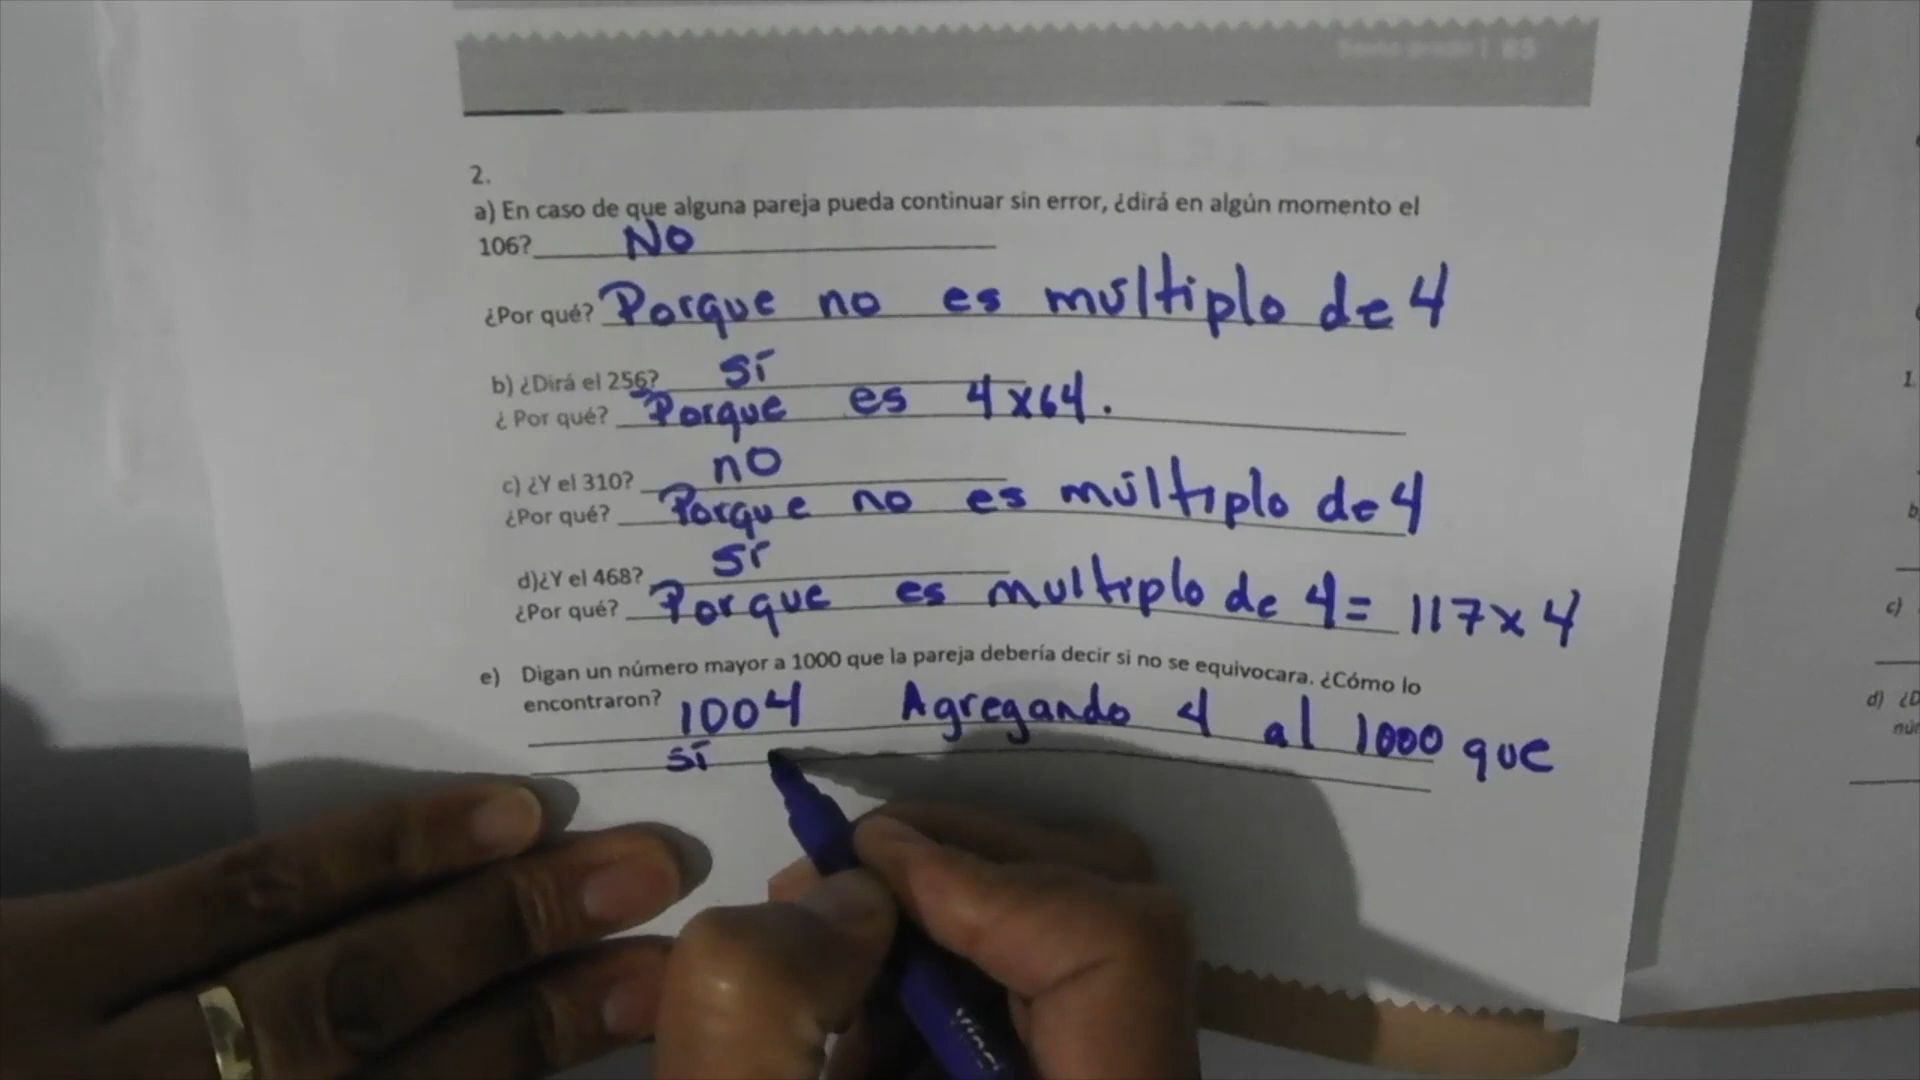 2.
a) En caso de que alguna pareja pueda continuar sin error, ¿dirá en algún momento el
106? No
¿Por qué? Porque no es múltiplo de 4
b) ¿Dirá el 256? sí
¿ Por qué? Porque es 4x64.
c) ¿Y el 310? no
¿Por qué? Porque no es múltiplo de 4
d)¿Y el 468? sí
¿Por qué? Porque es multiplo de 4 = 117x4
e) Digan un número mayor a 1000 que la pareja debería decir si no se equivocara. ¿Cómo lo
encontraron? 1004 Agregando 4 al 1000 que
sí
1.
b
c)
d) ¿D
núr